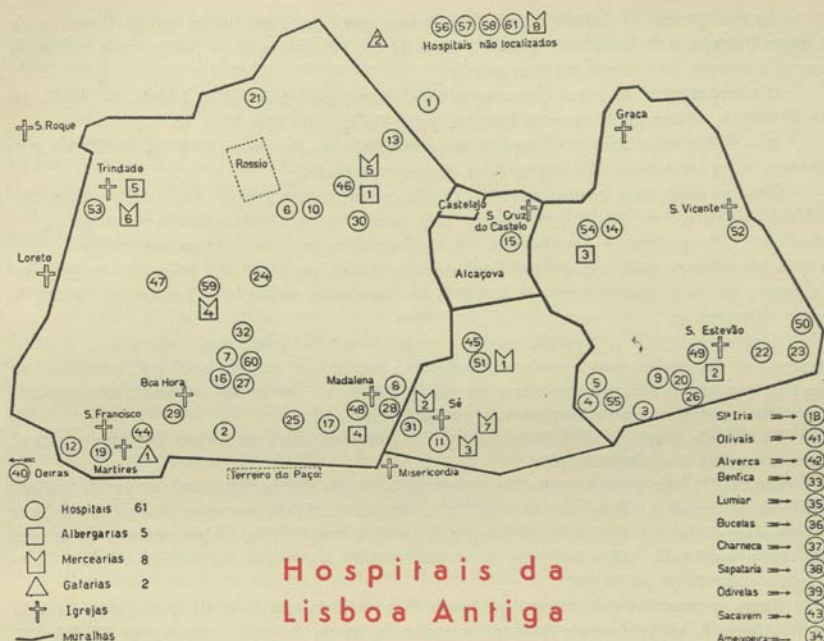 56 57 58 61 8
2
Hospitais não localizados
21
1
S. Roque
Graça
13
Rossio
5
Trindade
5
46
1
Castelejo
53
6
6
10
30
S. Cruz
do Castelo
15
54
14
S. Vicente
52
3
Loreto
Alcaçova
47
59
24
4
32
50
45
S. Estevão
7
60
51
1
49
22
23
Boa Hora
16
27
Madalena
8
5
9
20
2
29
48
28
2
4
55
26
S. Francisco
Sé
3
44
2
25
17
31
7
12
19
4
11
3
Martires
1
40 Oeiras
Terreiro do Paço
Misericordia
Stª Iria 18
Olivais 41
Alverca 42
Benfica 33
Lumiar 35
Bucelas 36
Charneca 37
Sapataria 38
Odivelas 39
Sacavem 43
Ameixoeira 34
Hospitais 61
Albergarias 5
Mercearias 8
Gafarias 2
Igrejas
Muralhas
Hospitais da
Lisboa Antiga